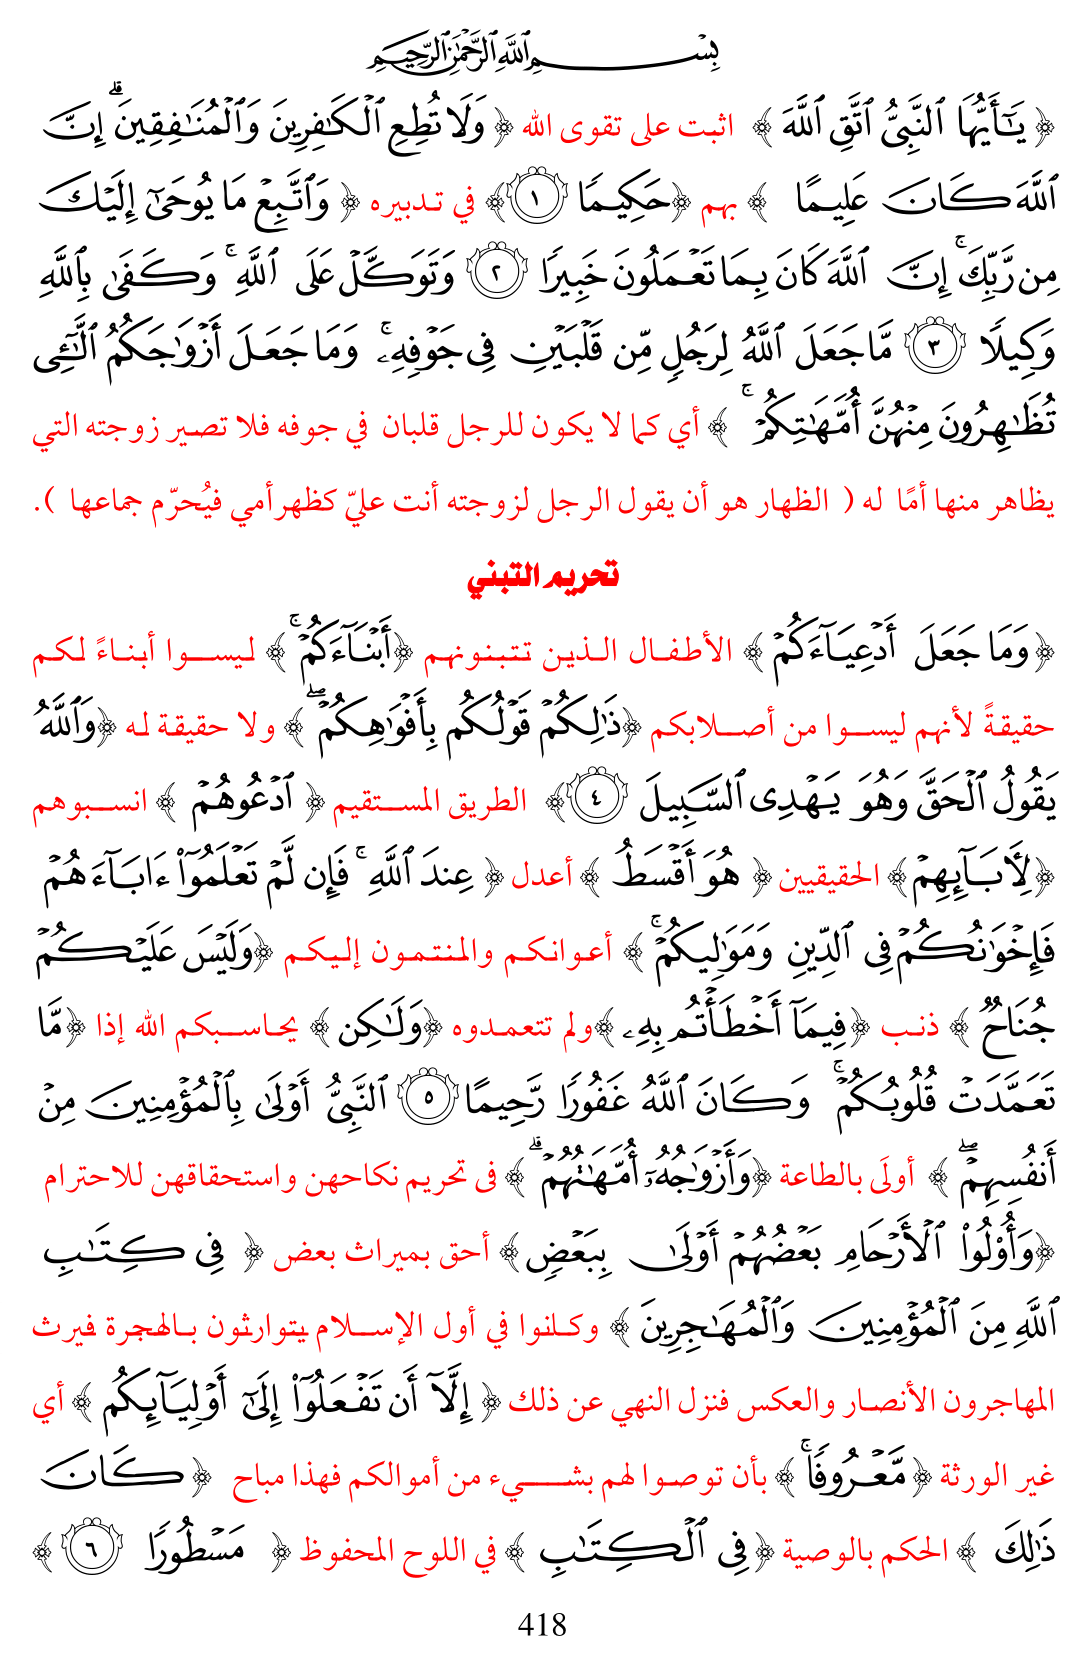 بِسْمِ ٱللَّهِ ٱلرَّحْمَٰنِ ٱلرَّحِيمِ
﴿ يَـٰٓأَيُّهَا ٱلنَّبِىُّ ٱتَّقِ ٱللَّهَ ﴾ اثبت على تقوى الله ﴿ وَلَا تُطِعِ ٱلْكَـٰفِرِينَ وَٱلْمُنَـٰفِقِينَ ۗ إِنَّ
ٱللَّهَ كَانَ عَلِيمًا ﴾ بهم ﴿حَكِيمًا ١﴾ في تدبيره ﴿ وَٱتَّبِعْ مَا يُوحَىٰٓ إِلَيْكَ
مِن رَّبِّكَ ۚ إِنَّ ٱللَّهَ كَانَ بِمَا تَعْمَلُونَ خَبِيرًا ٢ وَتَوَكَّلْ عَلَى ٱللَّهِ ۚ وَكَفَىٰ بِٱللَّهِ
وَكِيلًا ٣ مَّا جَعَلَ ٱللَّهُ لِرَجُلٍ مِّن قَلْبَيْنِ فِى جَوْفِهِۦ ۚ وَمَا جَعَلَ أَزْوَٰجَكُمُ ٱلَّـٰٓـِٔى
تُظَـٰهِرُونَ مِنْهُنَّ أُمَّهَـٰتِكُمْ ۚ ﴾ أي كما لا يكون للرجل قلبان في جوفه فلا تصير زوجته التي
يظاهر منها أمًا له ( الظهار هو أن يقول الرجل لزوجته أنت عليّ كظهر أمي فيُحرّم جماعها ).
تحريم التبني
﴿وَمَا جَعَلَ أَدْعِيَآءَكُمْ﴾ الأطفال الذين تتبنونهم ﴿أَبْنَآءَكُمْ ۚ﴾ ليسوا أبناءً لكم
حقيقةً لأنهم ليسوا من أصلابكم ﴿ذَٰلِكُمْ قَوْلُكُم بِأَفْوَٰهِكُمْ ۖ﴾ ولا حقيقة له ﴿وَٱللَّهُ
يَقُولُ ٱلْحَقَّ وَهُوَ يَهْدِى ٱلسَّبِيلَ ٤﴾ الطريق المستقيم ﴿ ٱدْعُوهُمْ ﴾ انسبوهم
﴿لِأَبَآئِهِمْ﴾ الحقيقيين ﴿ هُوَ أَقْسَطُ ﴾ أعدل ﴿ عِندَ ٱللَّهِ ۚ فَإِن لَّمْ تَعْلَمُوٓا۟ ءَابَآءَهُمْ
فَإِخْوَٰنُكُمْ فِى ٱلدِّينِ وَمَوَٰلِيكُمْ ۚ﴾ أعوانكم والمنتمون إليكم ﴿وَلَيْسَ عَلَيْكُمْ
جُنَاحٌ ﴾ ذنب ﴿فِيمَآ أَخْطَأْتُم بِهِۦ﴾ ولم تتعمدوه ﴿وَلَـٰكِن ﴾ يحاسبكم الله إذا ﴿مَّا
تَعَمَّدَتْ قُلُوبُكُمْ ۚ وَكَانَ ٱللَّهُ غَفُورًا رَّحِيمًا ٥ ٱلنَّبِىُّ أَوْلَىٰ بِٱلْمُؤْمِنِينَ مِنْ
أَنفُسِهِمْ ۖ ﴾ أولَى بالطاعة ﴿وَأَزْوَٰجُهُۥٓ أُمَّهَـٰتُهُمْ ۗ ﴾ فى تحريم نكاحهن واستحقاقهن للاحترام
﴿وَأُو۟لُوا۟ ٱلْأَرْحَامِ بَعْضُهُمْ أَوْلَىٰ بِبَعْضٍ﴾ أحق بميراث بعض ﴿ فِى كِتَـٰبِ
ٱللَّهِ مِنَ ٱلْمُؤْمِنِينَ وَٱلْمُهَـٰجِرِينَ ﴾ وكلنوا في أول الإسلام يتوارثون بالهجرة فيرث
المهاجرون الأنصار والعكس فنزل النهي عن ذلك ﴿ إِلَّآ أَن تَفْعَلُوٓا۟ إِلَىٰٓ أَوْلِيَآئِكُم ﴾ أي
غير الورثة ﴿مَّعْرُوفًا ۚ﴾ بأن توصوا لهم بشيء من أموالكم فهذا مباح ﴿ كَانَ
ذَٰلِكَ ﴾ الحكم بالوصية ﴿فِى ٱلْكِتَـٰبِ ﴾ في اللوح المحفوظ ﴿ مَسْطُورًا ٦ ﴾
418